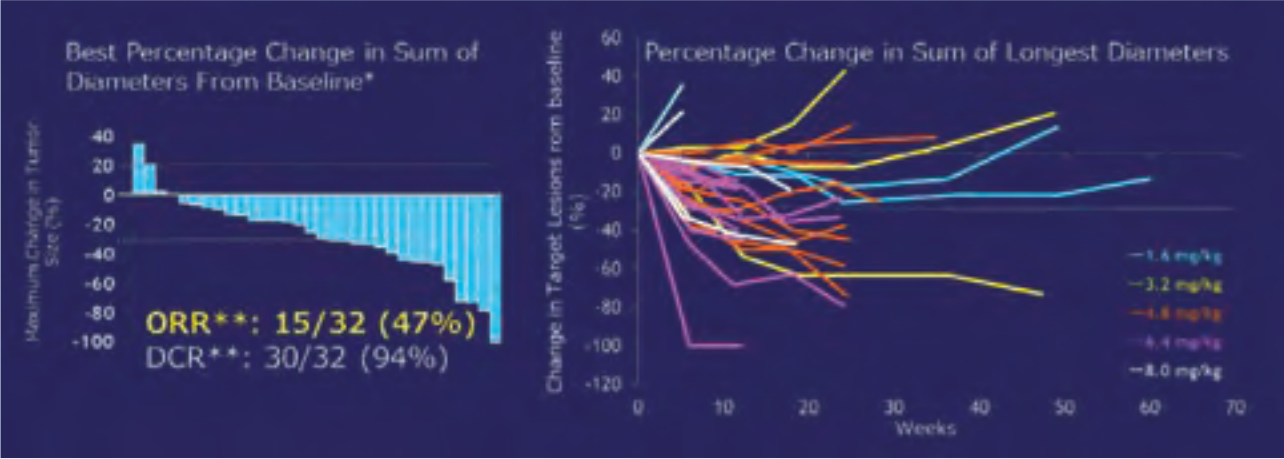 Best Percentage Change in Sum of
Diameters From Baseline*
Maximum Change in Tumor
Size (%)
40
20
0
-20
-40
-60
-80
-100
ORR**: 15/32 (47%)
DCR**: 30/32 (94%)
Percentage Change in Sum of Longest Diameters
Change in Target Lesions rom baseline
(%)
60
40
20
0
-20
-40
-60
-80
-100
-120
0 10 20 30 40 50 60 70
Weeks
1.6 mg/kg
3.2 mg/kg
4.8 mg/kg
6.4 mg/kg
8.0 mg/kg